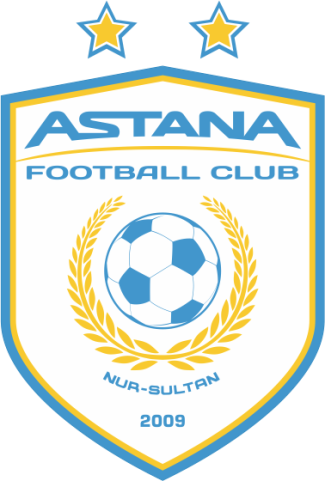 ASTANA
FOOTBALL CLUB
NUR-SULTAN
2009